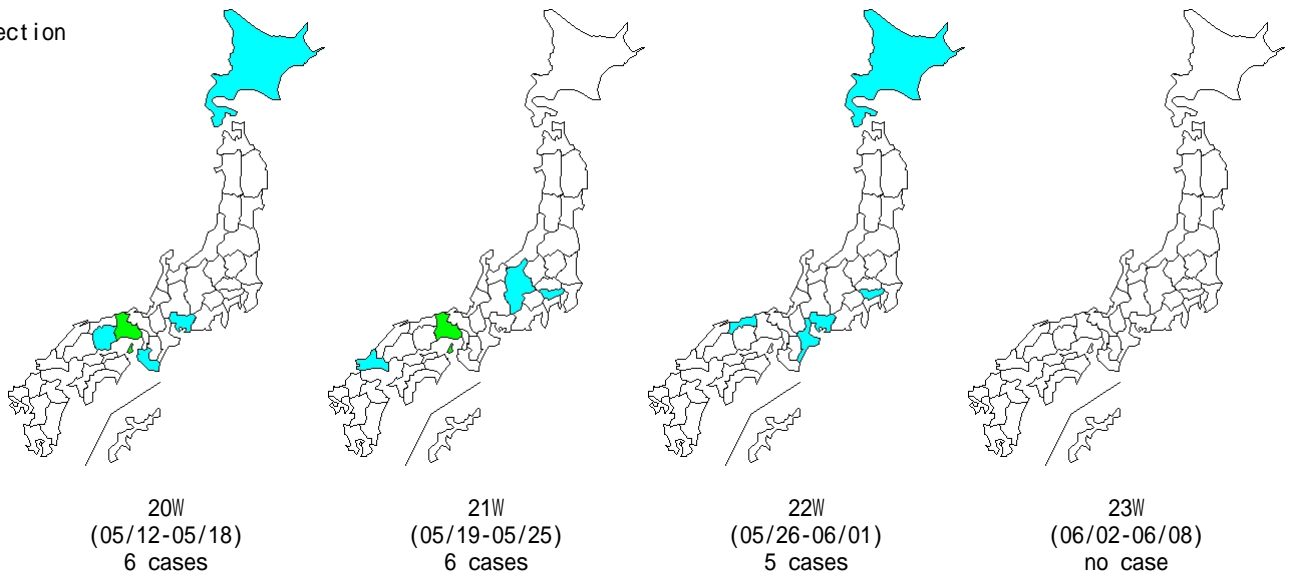 ection
20W
(05/12-05/18)
6 cases
21W
(05/19-05/25)
6 cases
22W
(05/26-06/01)
5 cases
23W
(06/02-06/08)
no case